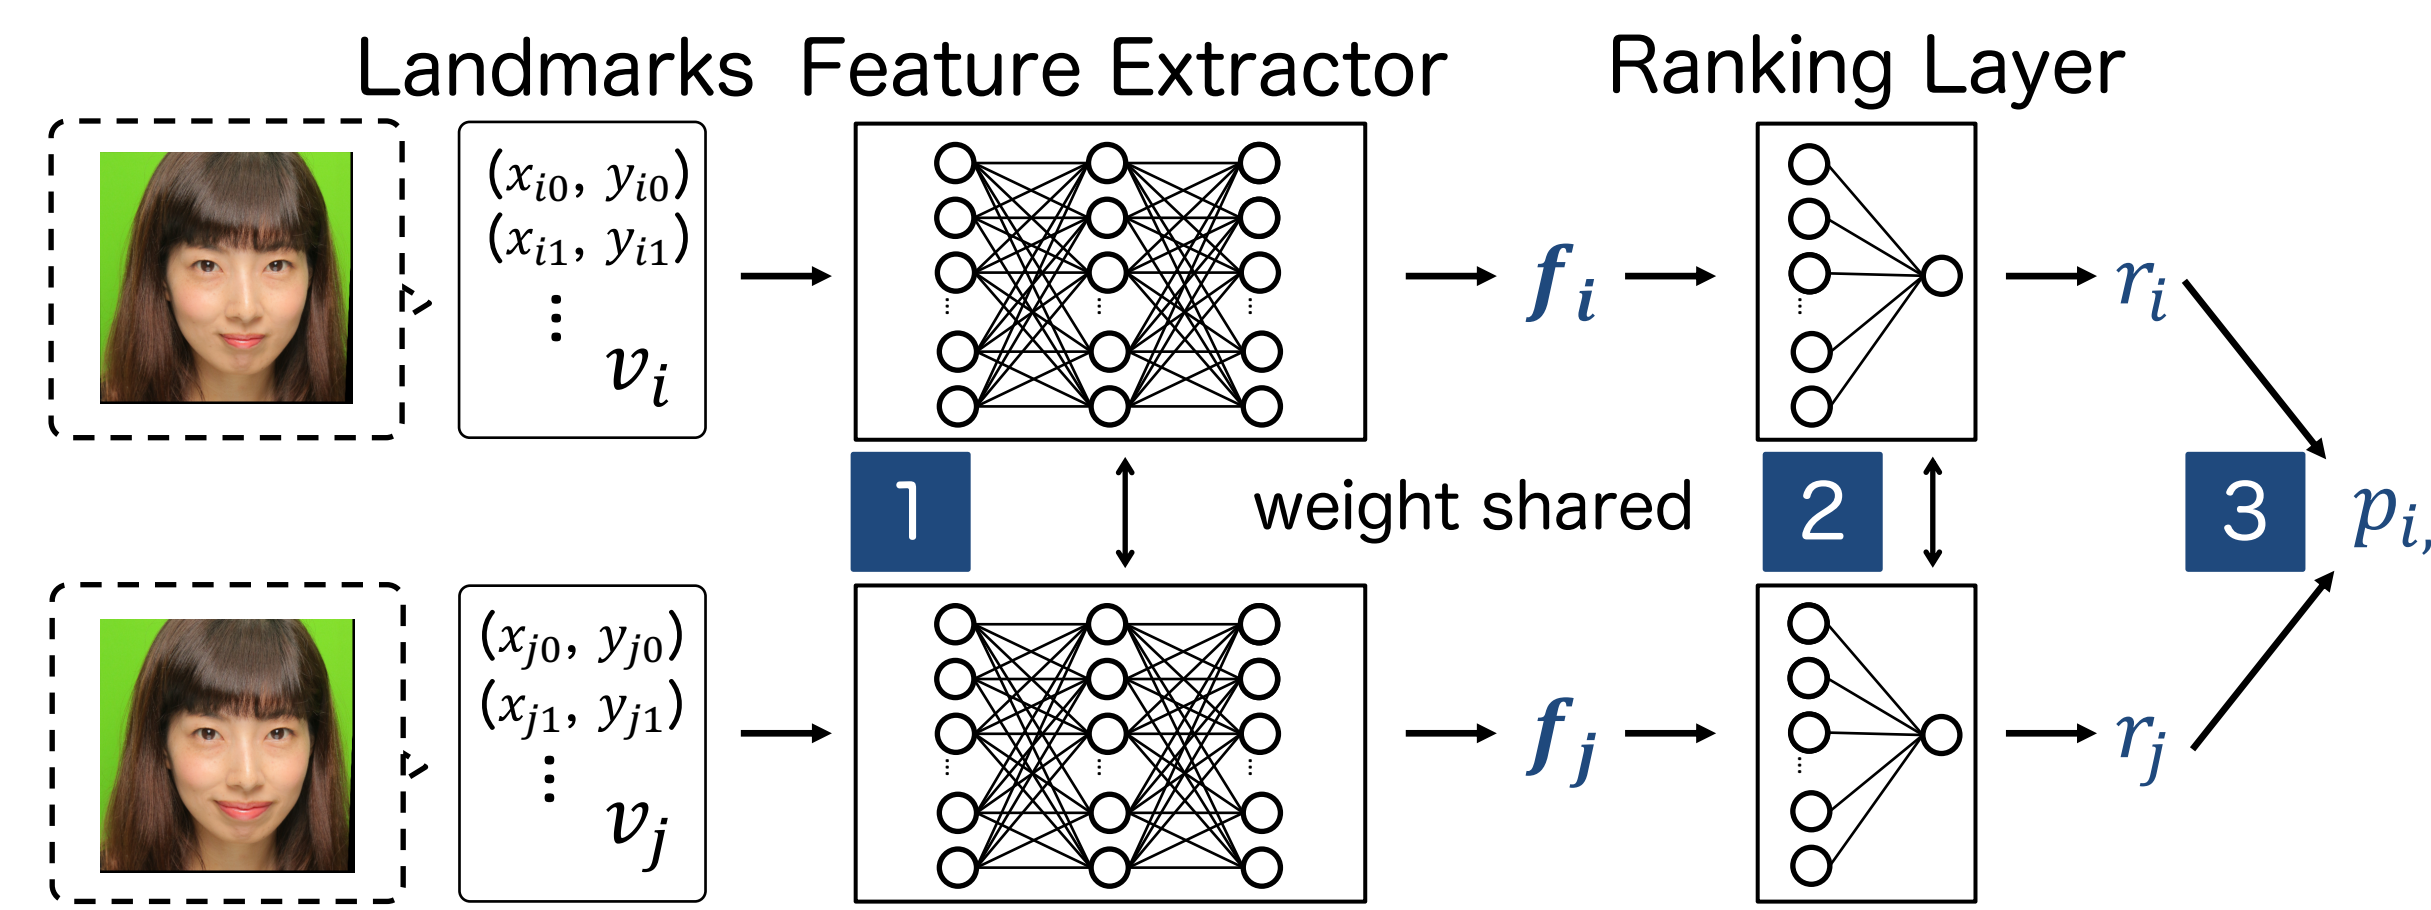 Landmarks Feature Extractor Ranking Layer
(x_{i0}, y_{i0})
(x_{i1}, y_{i1})
⋮
v_i
f_i
r_i
1
weight shared
2
3
p_{i,
(x_{j0}, y_{j0})
(x_{j1}, y_{j1})
⋮
v_j
f_j
r_j